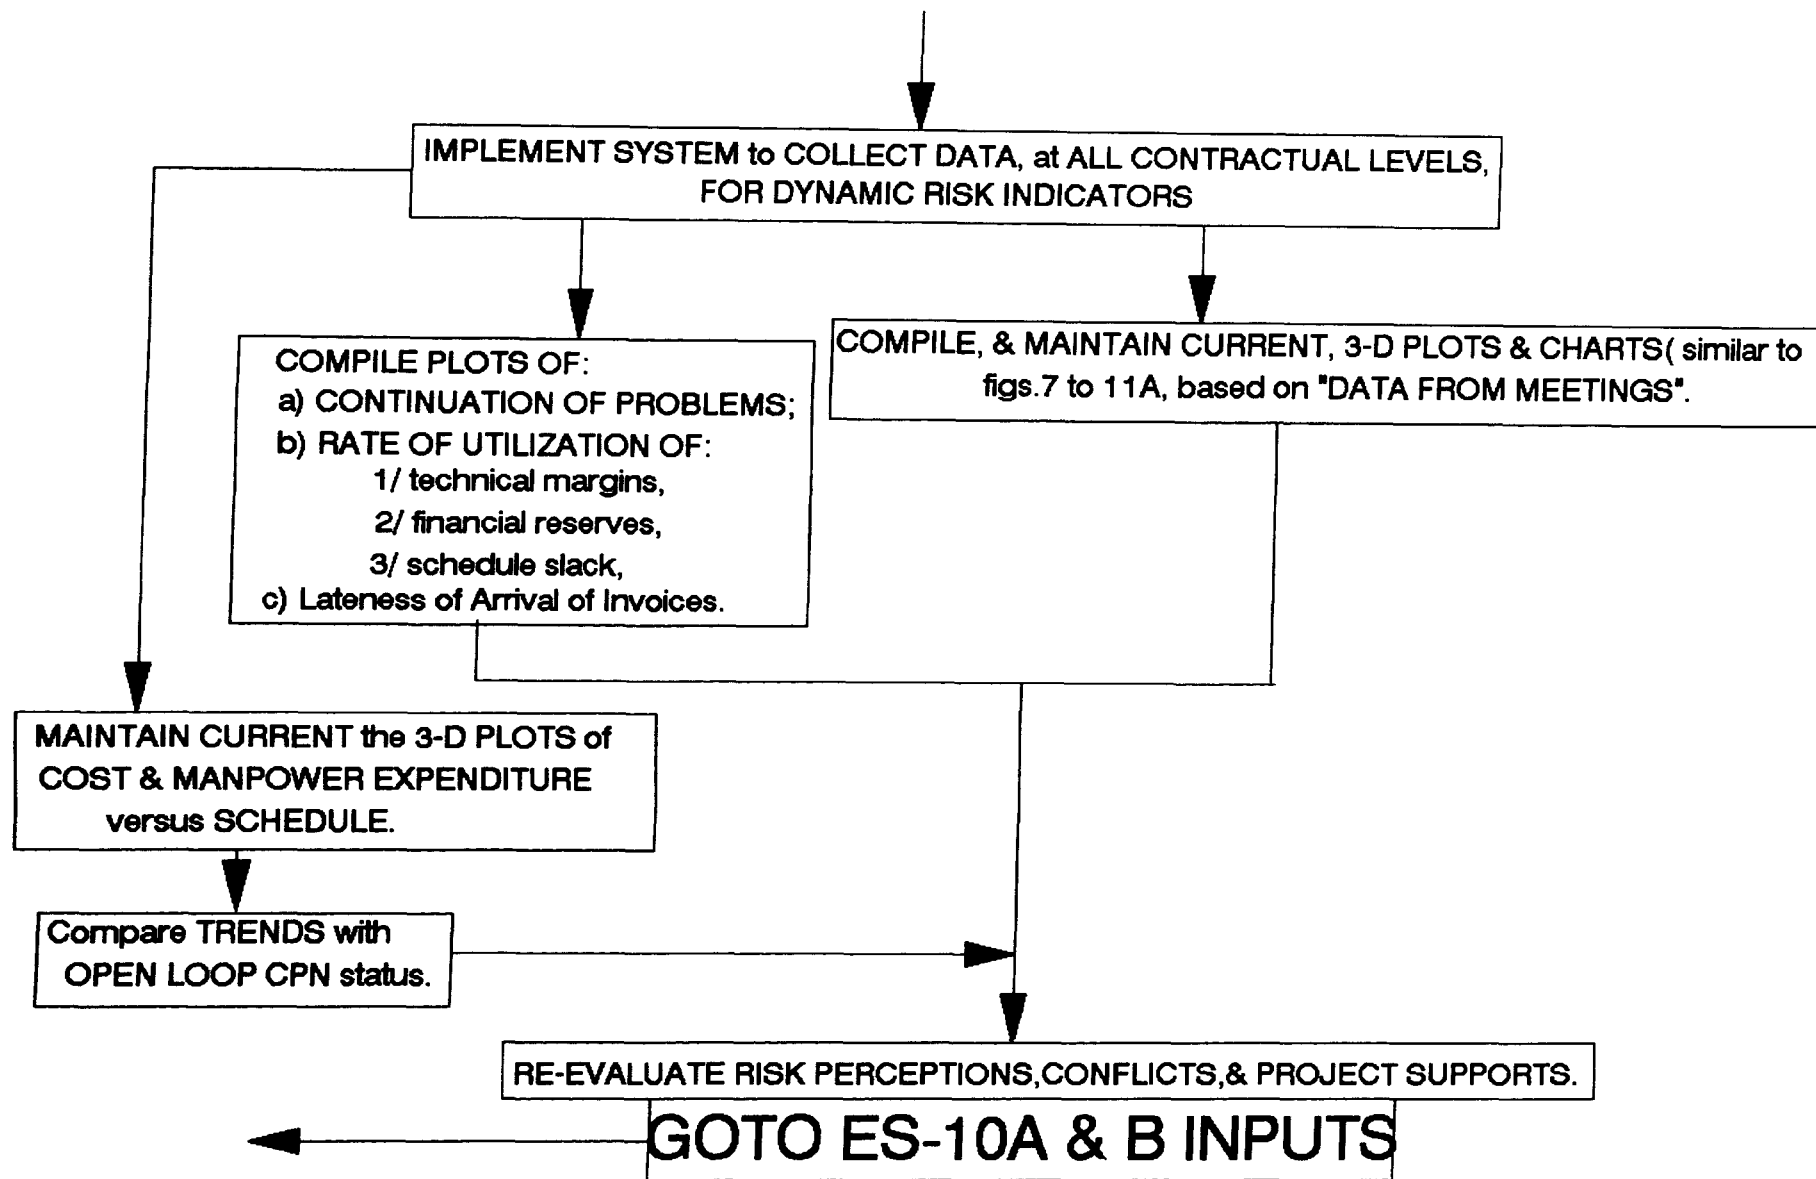 IMPLEMENT SYSTEM to COLLECT DATA, at ALL CONTRACTUAL LEVELS,
FOR DYNAMIC RISK INDICATORS
COMPILE PLOTS OF:
a) CONTINUATION OF PROBLEMS;
b) RATE OF UTILIZATION OF:
1/ technical margins,
2/ financial reserves,
3/ schedule slack,
c) Lateness of Arrival of Invoices.
COMPILE, & MAINTAIN CURRENT, 3-D PLOTS & CHARTS( similar to
figs.7 to 11A, based on "DATA FROM MEETINGS".
MAINTAIN CURRENT the 3-D PLOTS of
COST & MANPOWER EXPENDITURE
versus SCHEDULE.
Compare TRENDS with
OPEN LOOP CPN status.
RE-EVALUATE RISK PERCEPTIONS,CONFLICTS,& PROJECT SUPPORTS.
GOTO ES-10A & B INPUTS